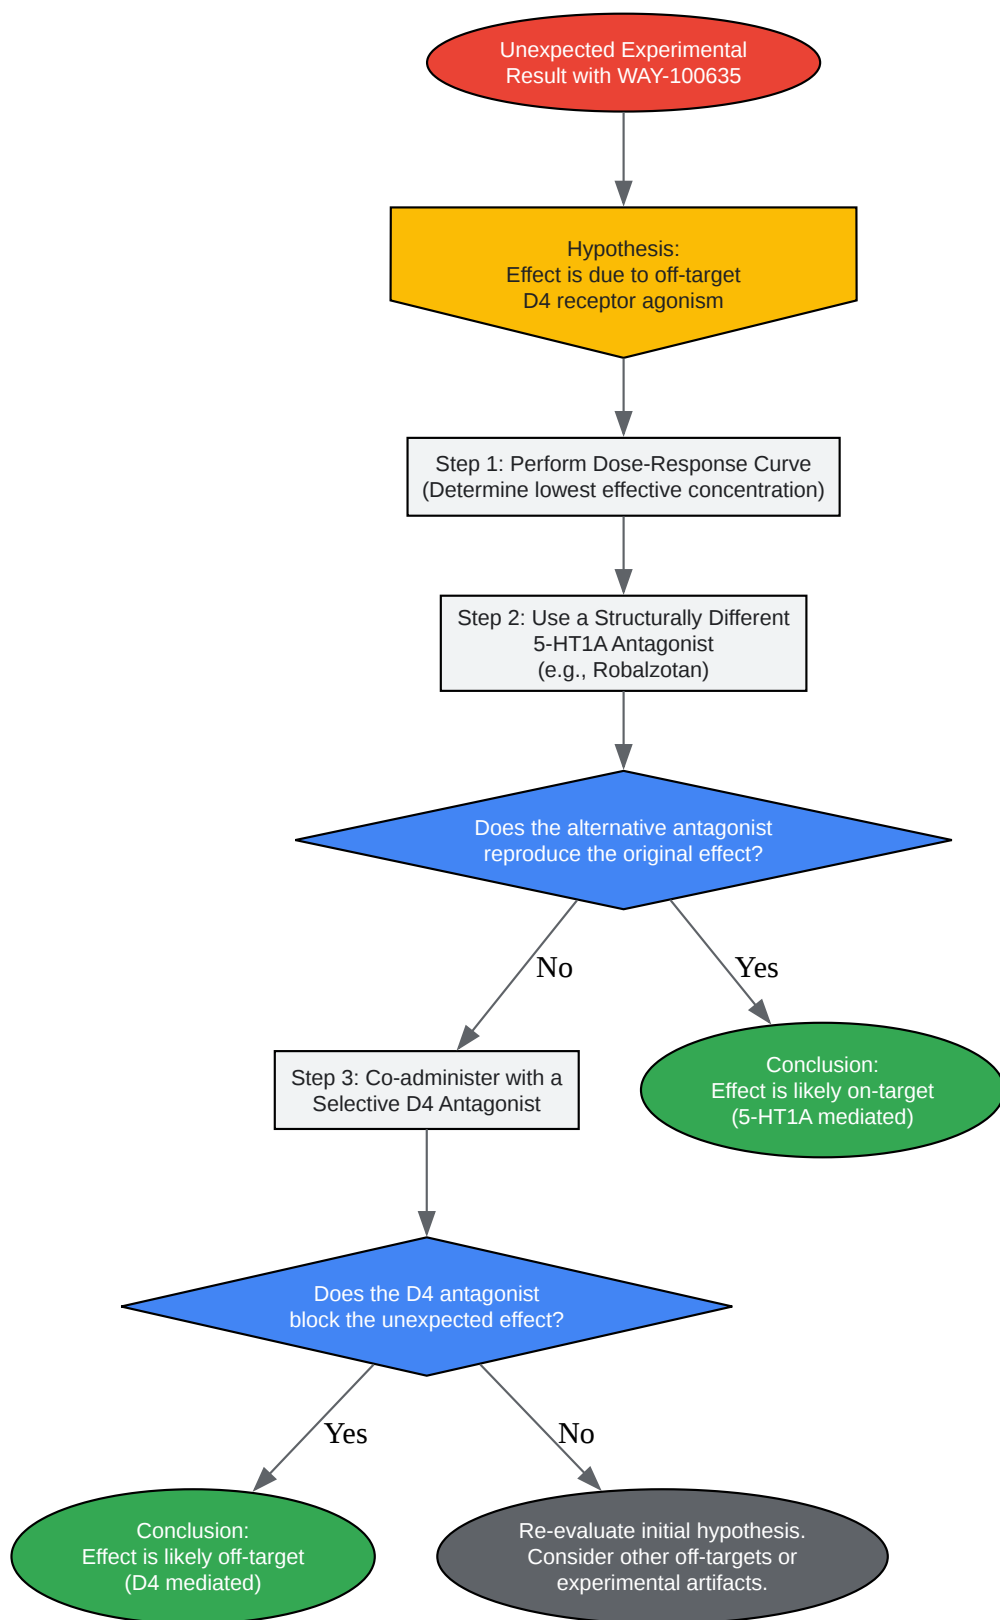 Unexpected Experimental
Result with WAY-100635
Hypothesis:
Effect is due to off-target
D4 receptor agonism
Step 1: Perform Dose-Response Curve
(Determine lowest effective concentration)
Step 2: Use a Structurally Different
5-HT1A Antagonist
(e.g., Robalzotan)
Does the alternative antagonist
reproduce the original effect?
No
Yes
Step 3: Co-administer with a
Selective D4 Antagonist
Conclusion:
Effect is likely on-target
(5-HT1A mediated)
Does the D4 antagonist
block the unexpected effect?
Yes
No
Conclusion:
Effect is likely off-target
(D4 mediated)
Re-evaluate initial hypothesis.
Consider other off-targets or
experimental artifacts.